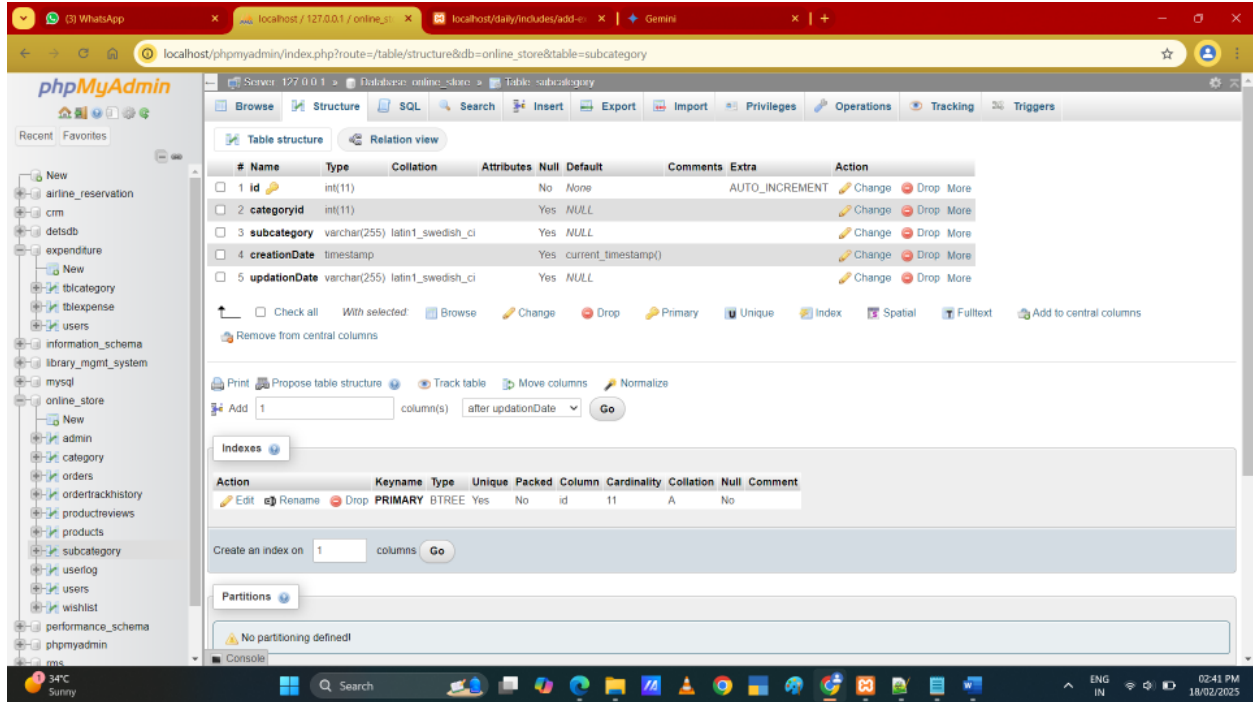 (3) WhatsApp
localhost / 127.0.0.1 / online_st
localhost/daily/includes/add-e
Gemini
localhost/phpmyadmin/index.php?route=/table/structure&db=online_store&table=subcategory
phpMyAdmin
Recent Favorites
New
airline_reservation
crm
detsdb
expenditure
New
tblcategory
tblexpense
users
information_schema
library_mgmt_system
mysql
online_store
New
admin
category
orders
ordertrackhistory
productreviews
products
subcategory
userlog
users
wishlist
performance_schema
phpmyadmin
rms
Server: 127.0.0.1 » Database: online_store » Table: subcategory
Browse Structure SQL Search Insert Export Import Privileges Operations Tracking Triggers
Table structure Relation view
# Name Type Collation Attributes Null Default Comments Extra Action
1 id int(11) No None AUTO_INCREMENT Change Drop More
2 categoryid int(11) Yes NULL Change Drop More
3 subcategory varchar(255) latin1_swedish_ci Yes NULL Change Drop More
4 creationDate timestamp Yes current_timestamp() Change Drop More
5 updationDate varchar(255) latin1_swedish_ci Yes NULL Change Drop More
Check all With selected: Browse Change Drop Primary Unique Index Spatial Fulltext Add to central columns
Remove from central columns
Print Propose table structure Track table Move columns Normalize
Add 1 column(s) after updationDate Go
Indexes
Action Keyname Type Unique Packed Column Cardinality Collation Null Comment
Edit Rename Drop PRIMARY BTREE Yes No id 11 A No
Create an index on 1 columns Go
Partitions
No partitioning defined!
Console
1
34°C
Sunny
Search
ENG
IN
02:41 PM
18/02/2025